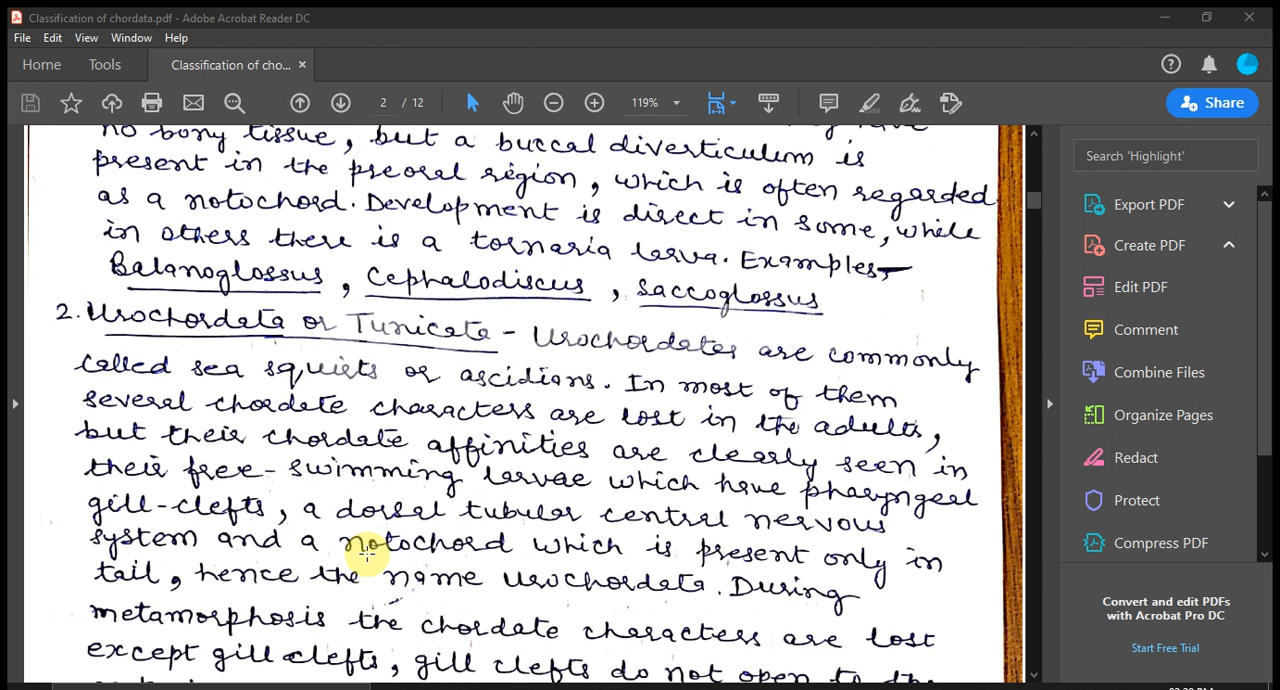 Classification of chordata.pdf - Adobe Acrobat Reader DC
File Edit View Window Help
Home Tools Classification of cho... ×
2 / 12 119% Share
no bony tissue, but a buccal diverticulum is
present in the preoral region, which is often regarded
as a notochord. Development is direct in some, while
in others there is a tornaria larva. Examples,
Balanoglossus, Cephalodiscus, Saccoglossus
2. Urochordata or Tunicata - Urochordates are commonly
called sea squirts or ascidians. In most of them
several chordate characters are lost in the adults,
but their chordate affinities are clearly seen in
their free-swimming larvae which have pharyngeal
gill-clefts, a dorsal tubular central nervous
system and a notochord which is present only in
tail, hence the name urochordata. During
metamorphosis the chordate characters are lost
except gill clefts, gill clefts do not open to the
Search 'Highlight'
Export PDF
Create PDF
Edit PDF
Comment
Combine Files
Organize Pages
Redact
Protect
Compress PDF
Convert and edit PDFs
with Acrobat Pro DC
Start Free Trial